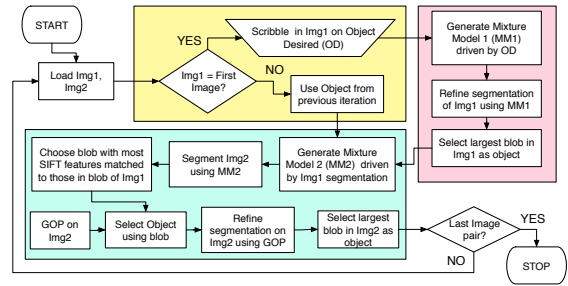 START
Load Img1,
Img2
YES
Scribble in Img1 on Object
Desired (OD)
Img1 = First
Image?
NO
Use Object from
previous iteration
Generate Mixture
Model 1 (MM1)
driven by OD
Refine segmentation
of Img1 using MM1
Select largest blob in
Img1 as object
Generate Mixture
Model 2 (MM2) driven
by Img1 segmentation
Segment Img2
using MM2
Choose blob with most
SIFT features matched
to those in blob of Img1
GOP on
Img2
Select Object
using blob
Refine
segmentation on
Img2 using GOP
Select largest
blob in Img2 as
object
Last Image
pair?
YES
NO
STOP